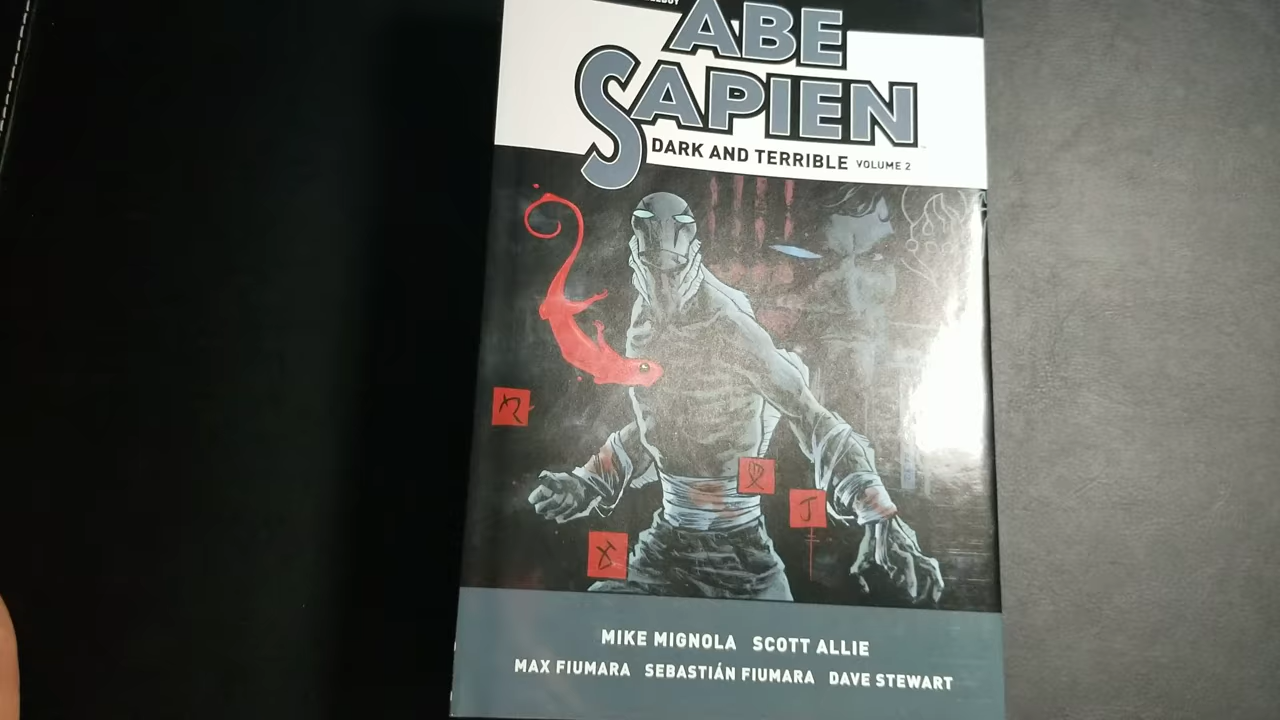 ABE
SAPIEN
DARK AND TERRIBLE VOLUME 2
J
MIKE MIGNOLA SCOTT ALLIE
MAX FIUMARA SEBASTIÁN FIUMARA DAVE STEWART